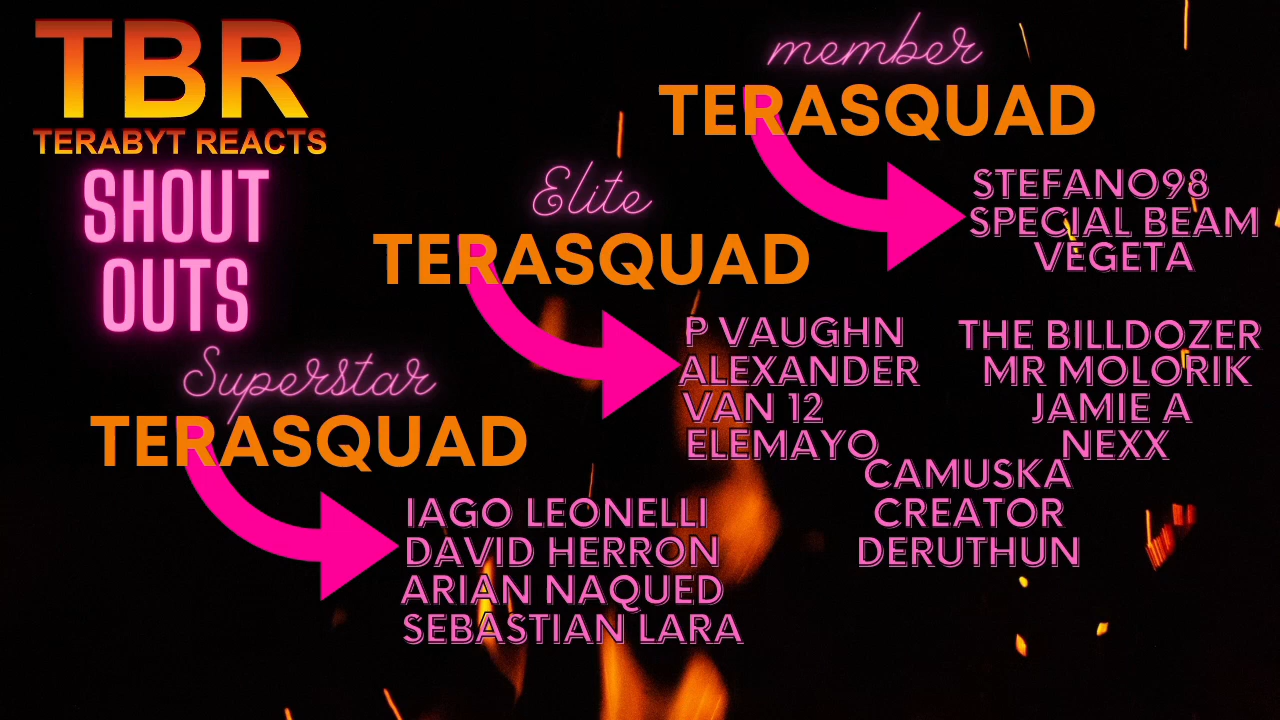 TBR
TERABYT REACTS
SHOUT
OUTS
member
TERASQUAD
STEFANO98
SPECIAL BEAM
VEGETA
Elite
TERASQUAD
P VAUGHN
ALEXANDER
VAN 12
ELEMAYO
THE BILLDOZER
MR MOLORIK
JAMIE A
NEXX
CAMUSKA
CREATOR
DERUTHUN
Superstar
TERASQUAD
IAGO LEONELLI
DAVID HERRON
ARIAN NAQUED
SEBASTIAN LARA